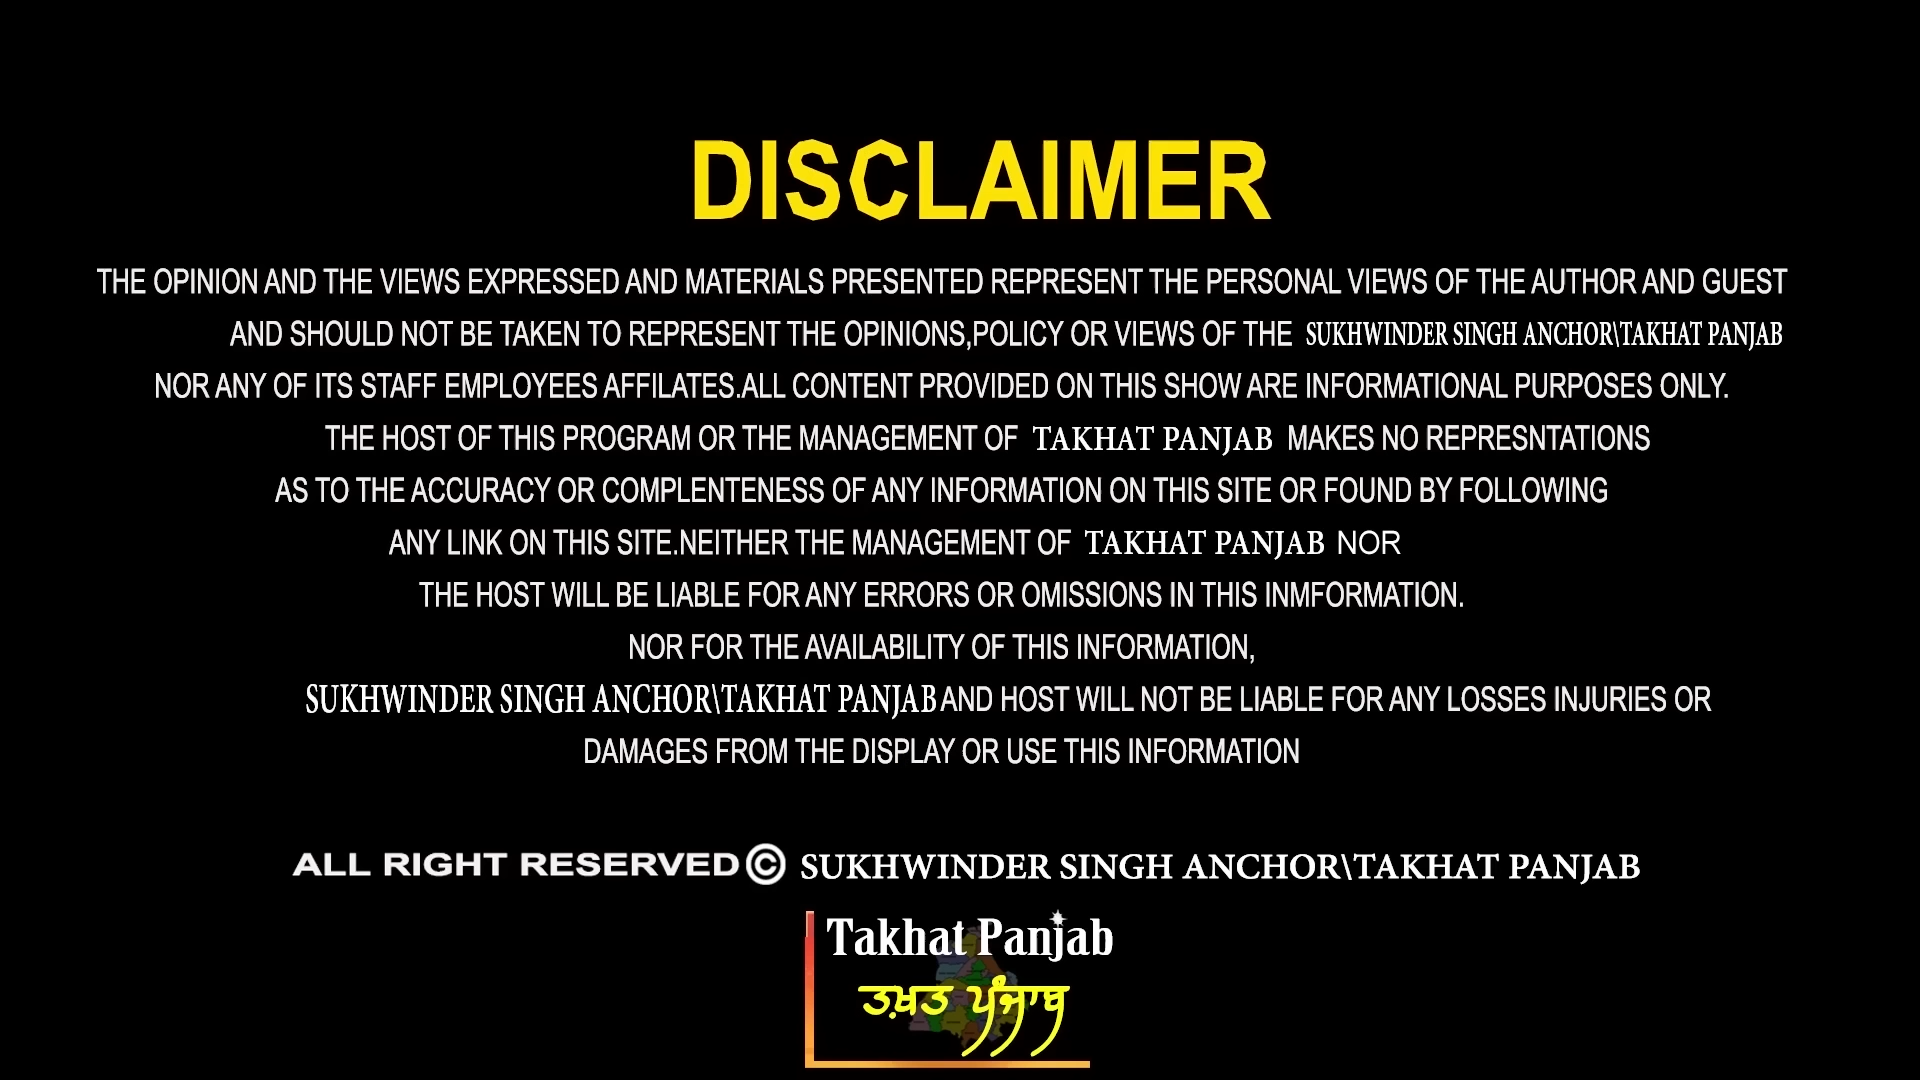 DISCLAIMER
THE OPINION AND THE VIEWS EXPRESSED AND MATERIALS PRESENTED REPRESENT THE PERSONAL VIEWS OF THE AUTHOR AND GUEST
AND SHOULD NOT BE TAKEN TO REPRESENT THE OPINIONS,POLICY OR VIEWS OF THE SUKHWINDER SINGH ANCHOR\TAKHAT PANJAB
NOR ANY OF ITS STAFF EMPLOYEES AFFILATES.ALL CONTENT PROVIDED ON THIS SHOW ARE INFORMATIONAL PURPOSES ONLY.
THE HOST OF THIS PROGRAM OR THE MANAGEMENT OF TAKHAT PANJAB MAKES NO REPRESNTATIONS
AS TO THE ACCURACY OR COMPLENTENESS OF ANY INFORMATION ON THIS SITE OR FOUND BY FOLLOWING
ANY LINK ON THIS SITE.NEITHER THE MANAGEMENT OF TAKHAT PANJAB NOR
THE HOST WILL BE LIABLE FOR ANY ERRORS OR OMISSIONS IN THIS INMFORMATION.
NOR FOR THE AVAILABILITY OF THIS INFORMATION,
SUKHWINDER SINGH ANCHOR\TAKHAT PANJAB AND HOST WILL NOT BE LIABLE FOR ANY LOSSES INJURIES OR
DAMAGES FROM THE DISPLAY OR USE THIS INFORMATION
ALL RIGHT RESERVED © SUKHWINDER SINGH ANCHOR\TAKHAT PANJAB
Takhat Panjab
ਤਖ਼ਤ ਪੰਜਾਬ